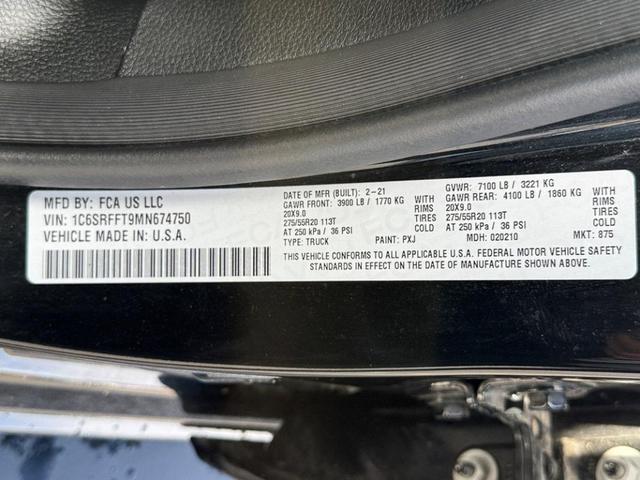 MFD BY: FCA US LLC
VIN: 1C6SRFFT9MN674750
VEHICLE MADE IN: U.S.A.
DATE OF MFR (BUILT): 2-21
GAWR FRONT: 3900 LB / 1770 KG WITH
20X9.0 RIMS
275/55R20 113T TIRES
AT 250 kPa / 36 PSI COLD
TYPE: TRUCK PAINT: PXJ
GVWR: 7100 LB / 3221 KG
GAWR REAR: 4100 LB / 1860 KG WITH
20X9.0 RIMS
275/55R20 113T TIRES
AT 250 kPa / 36 PSI COLD
MDH: 020210 MKT: 875
THIS VEHICLE CONFORMS TO ALL APPLICABLE U.S.A. FEDERAL MOTOR VEHICLE SAFETY
STANDARDS IN EFFECT ON THE DATE OF MANUFACTURE SHOWN ABOVE.